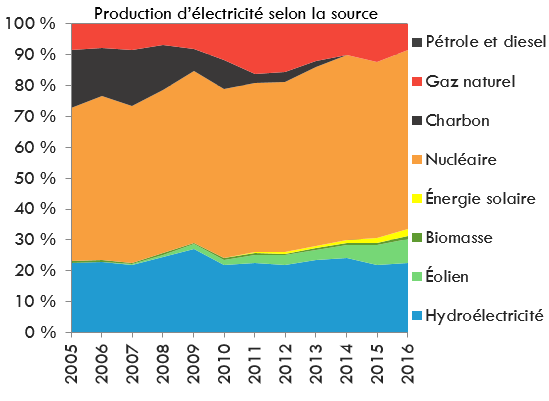 Production d’électricité selon la source
100 %
90 %
80 %
70 %
60 %
50 %
40 %
30 %
20 %
10 %
0 %
2005
2006
2007
2008
2009
2010
2011
2012
2013
2014
2015
2016
Pétrole et diesel
Gaz naturel
Charbon
Nucléaire
Énergie solaire
Biomasse
Éolien
Hydroélectricité